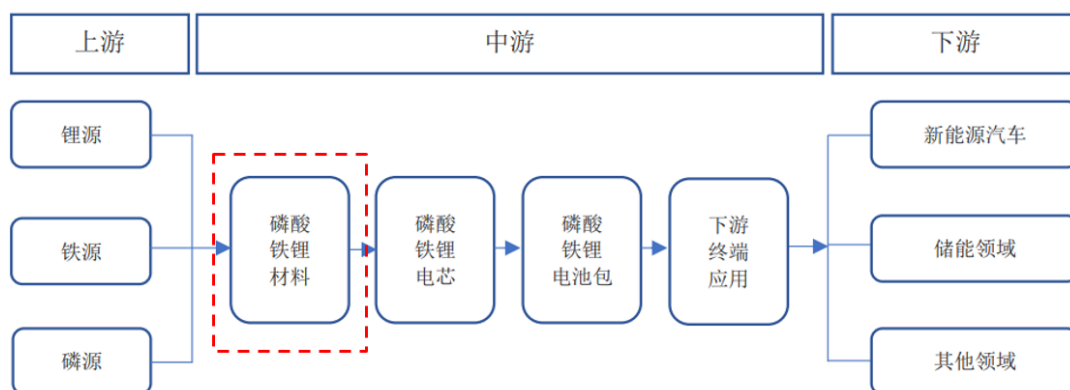 上游
中游
下游
锂源
铁源
磷源
磷酸
铁锂
材料
磷酸
铁锂
电芯
磷酸
铁锂
电池包
下游
终端
应用
新能源汽车
储能领域
其他领域